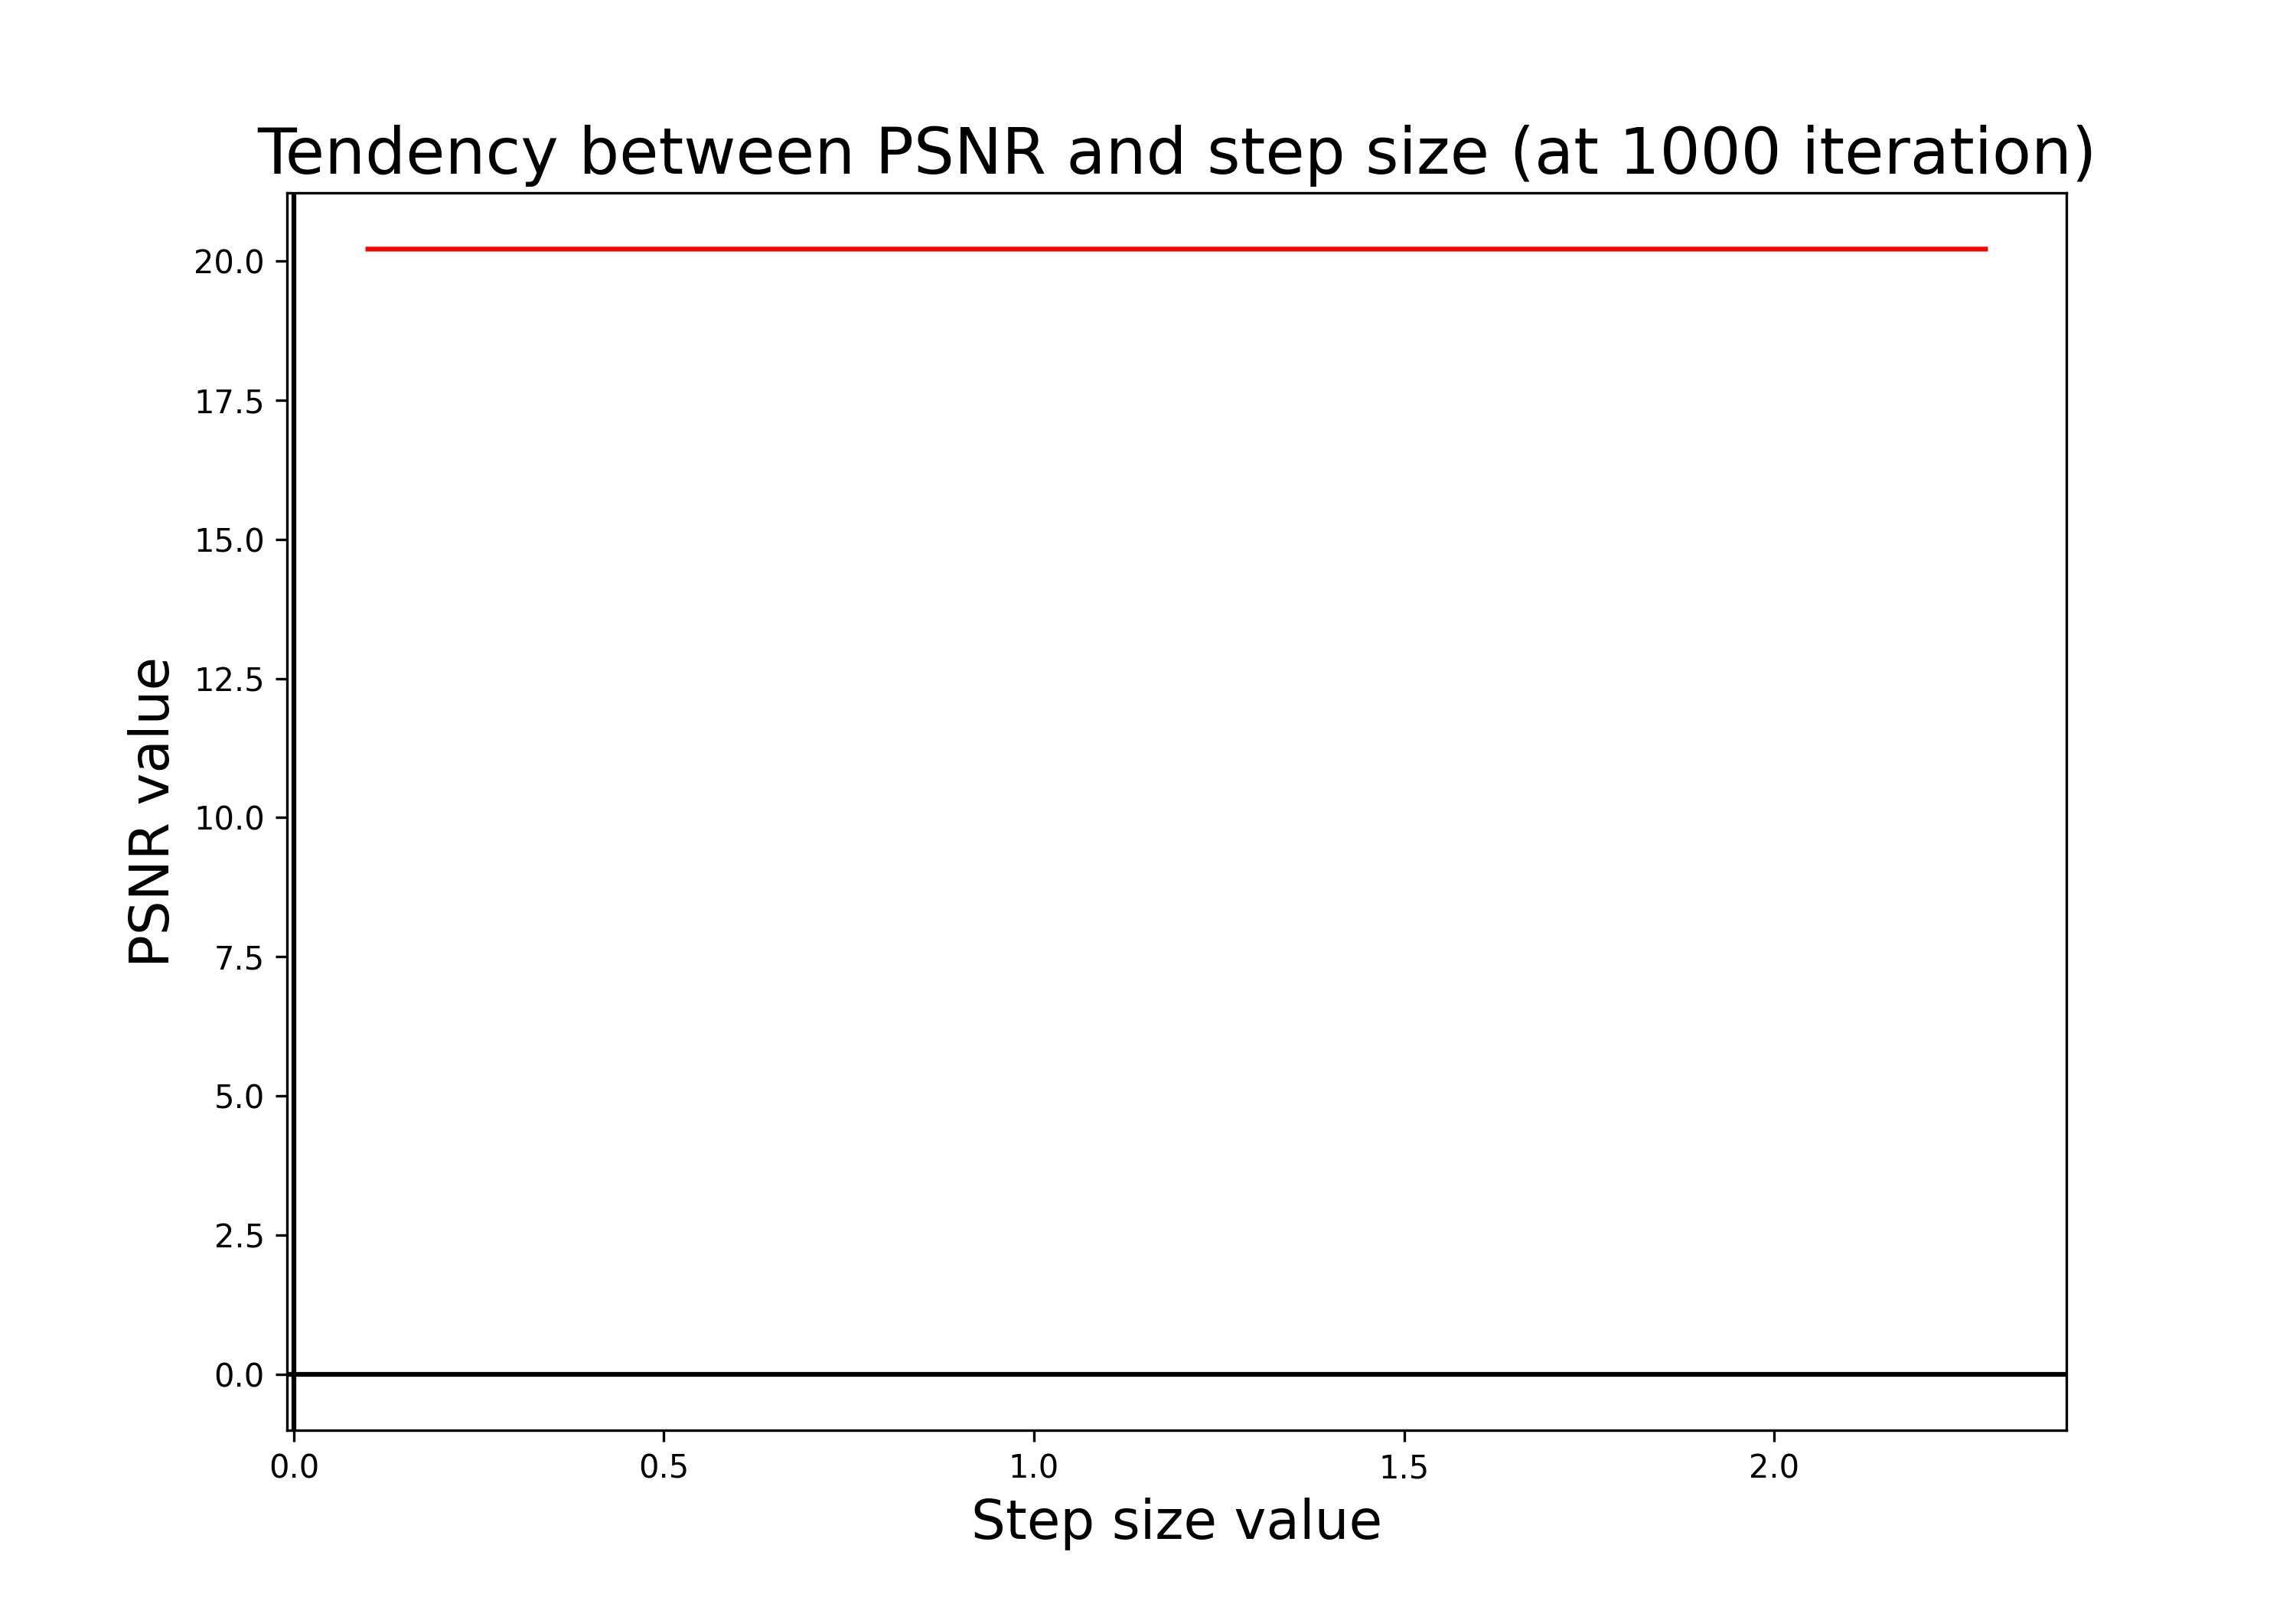 Tendency between PSNR and step size (at 1000 iteration)
20.0
17.5
15.0
12.5
10.0
7.5
5.0
2.5
0.0
PSNR value
0.0 0.5 1.0 1.5 2.0
Step size value